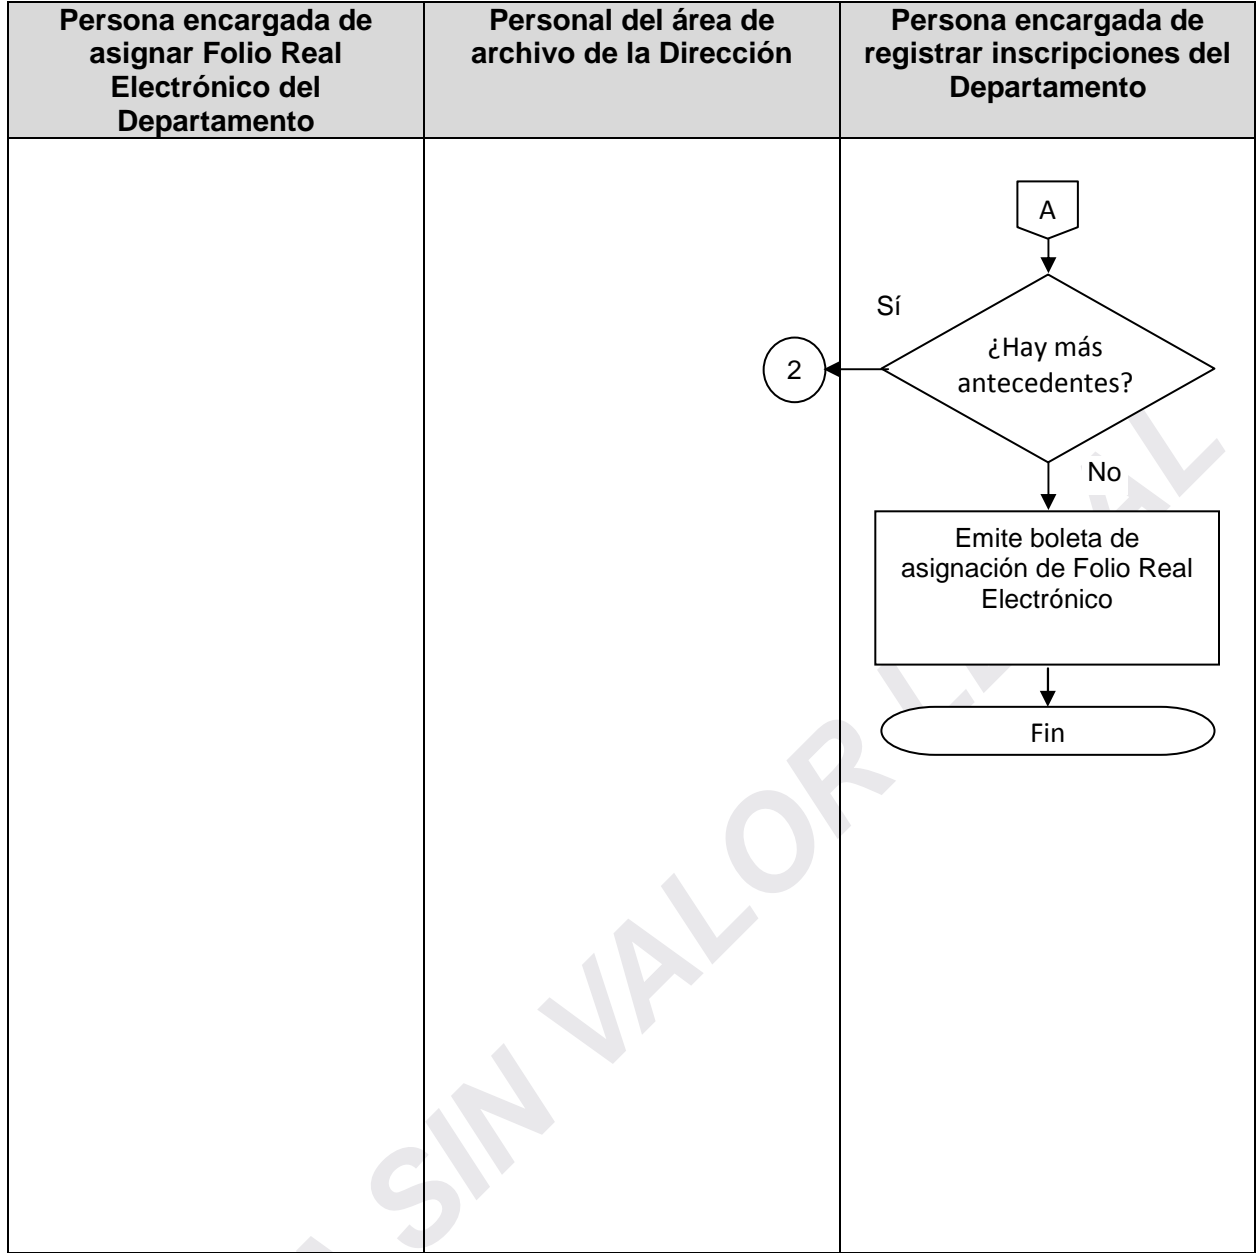 Persona encargada de
asignar Folio Real
Electrónico del
Departamento
Personal del área de
archivo de la Dirección
Persona encargada de
registrar inscripciones del
Departamento
A
Sí
¿Hay más
antecedentes?
2
No
Emite boleta de
asignación de Folio Real
Electrónico
Fin
SIN VALOR